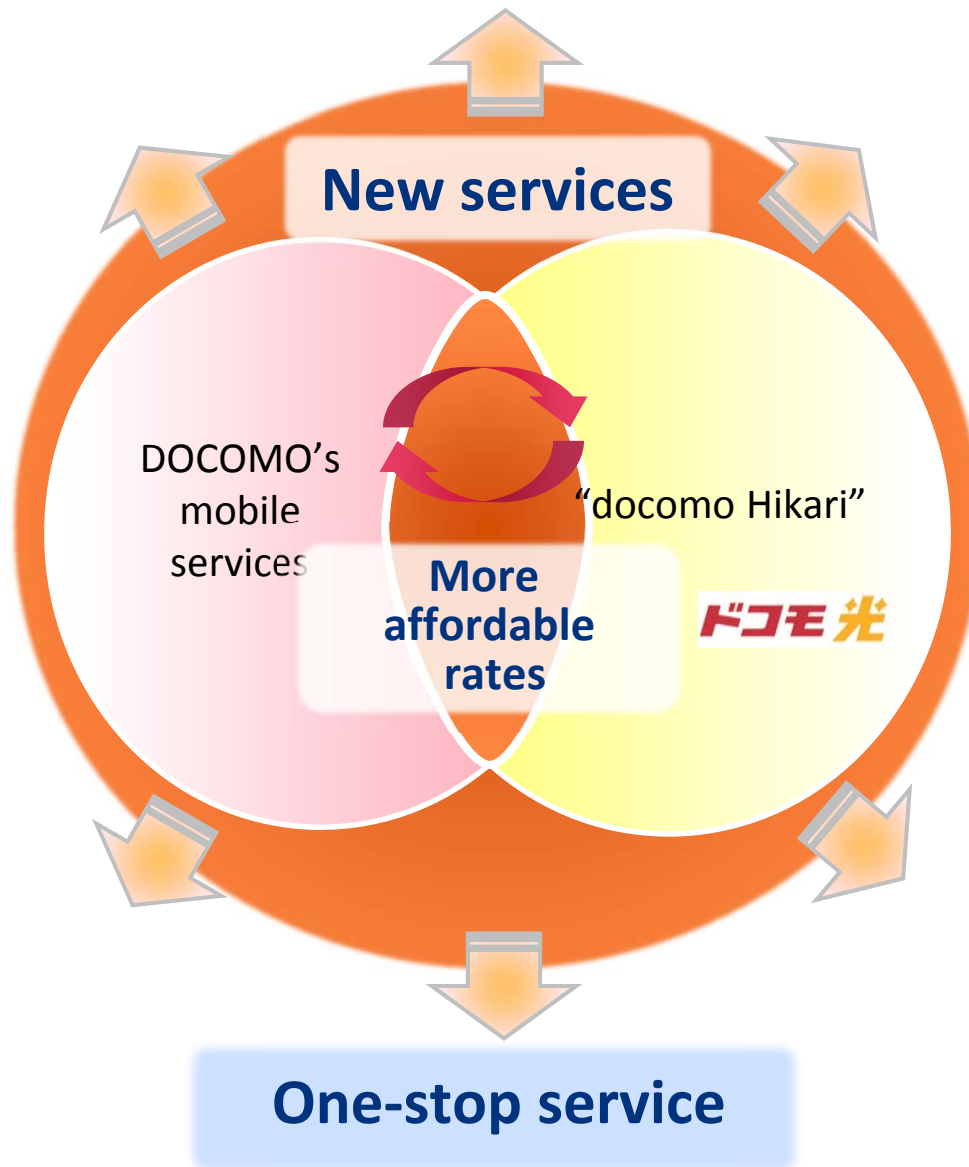 New services
DOCOMO’s
mobile
services
“docomo Hikari”
More
affordable
rates
ドコモ光
One-stop service